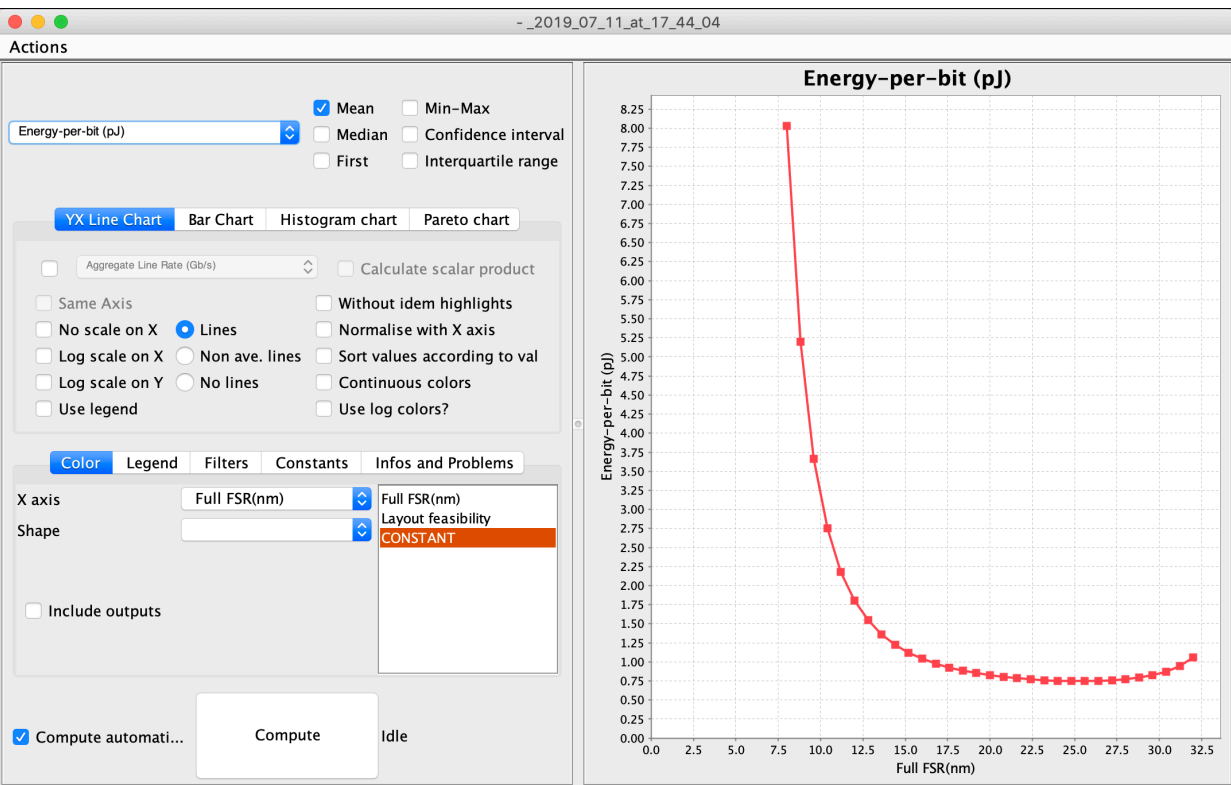 - _2019_07_11_at_17_44_04
Actions
Energy-per-bit (pJ)
Mean
Min-Max
Median
Confidence interval
First
Interquartile range
YX Line Chart
Bar Chart
Histogram chart
Pareto chart
Aggregate Line Rate (Gb/s)
Calculate scalar product
Same Axis
Without idem highlights
No scale on X
Lines
Normalise with X axis
Log scale on X
Non ave. lines
Sort values according to val
Log scale on Y
No lines
Continuous colors
Use legend
Use log colors?
Color
Legend
Filters
Constants
Infos and Problems
X axis
Full FSR(nm)
Full FSR(nm)
Layout feasibility
CONSTANT
Shape
Include outputs
Compute automati...
Compute
Idle
Energy-per-bit (pJ)
Energy-per-bit (pJ)
8.25
8.00
7.75
7.50
7.25
7.00
6.75
6.50
6.25
6.00
5.75
5.50
5.25
5.00
4.75
4.50
4.25
4.00
3.75
3.50
3.25
3.00
2.75
2.50
2.25
2.00
1.75
1.50
1.25
1.00
0.75
0.50
0.25
0.00
0.0 2.5 5.0 7.5 10.0 12.5 15.0 17.5 20.0 22.5 25.0 27.5 30.0 32.5
Full FSR(nm)